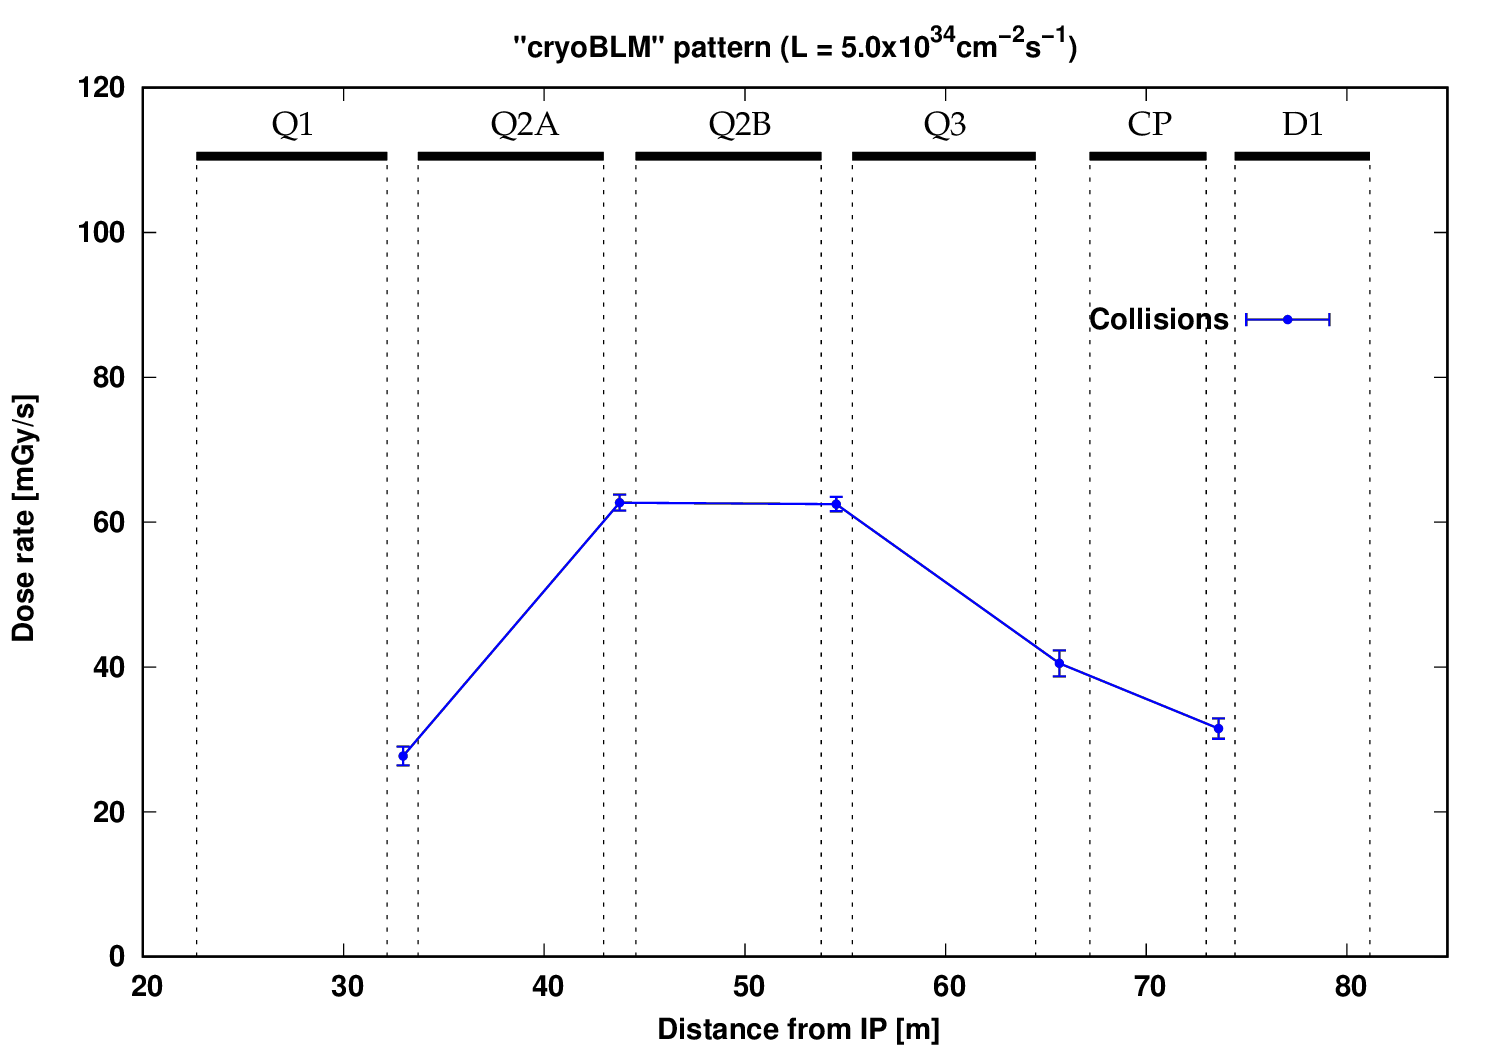 "cryoBLM" pattern (L = 5.0x10³⁴cm⁻²s⁻¹)
120
Q1 Q2A Q2B Q3 CP D1
100
Collisions
80
60
40
20
0
Dose rate [mGy/s]
20 30 40 50 60 70 80
Distance from IP [m]